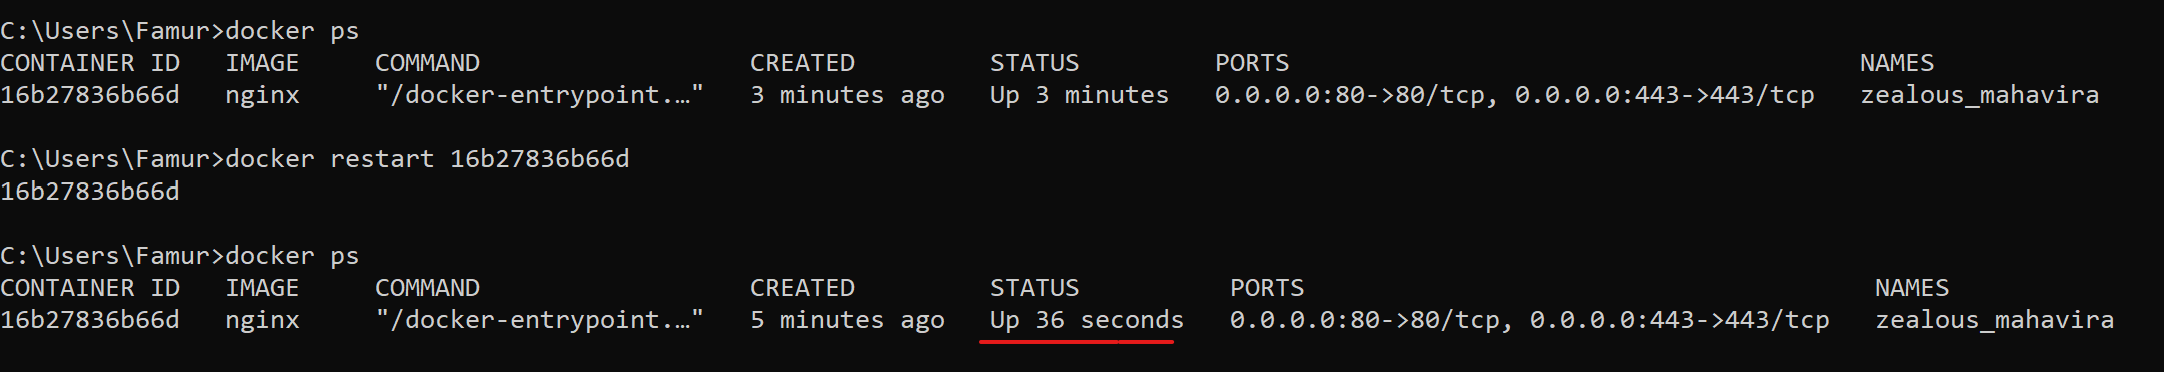 C:\Users\Famur>docker ps
CONTAINER ID   IMAGE     COMMAND                  CREATED         STATUS         PORTS                                      NAMES
16b27836b66d   nginx     "/docker-entrypoint.…"   3 minutes ago   Up 3 minutes   0.0.0.0:80->80/tcp, 0.0.0.0:443->443/tcp   zealous_mahavira
C:\Users\Famur>docker restart 16b27836b66d
16b27836b66d
C:\Users\Famur>docker ps
CONTAINER ID   IMAGE     COMMAND                  CREATED         STATUS          PORTS                                      NAMES
16b27836b66d   nginx     "/docker-entrypoint.…"   5 minutes ago   Up 36 seconds   0.0.0.0:80->80/tcp, 0.0.0.0:443->443/tcp   zealous_mahavira